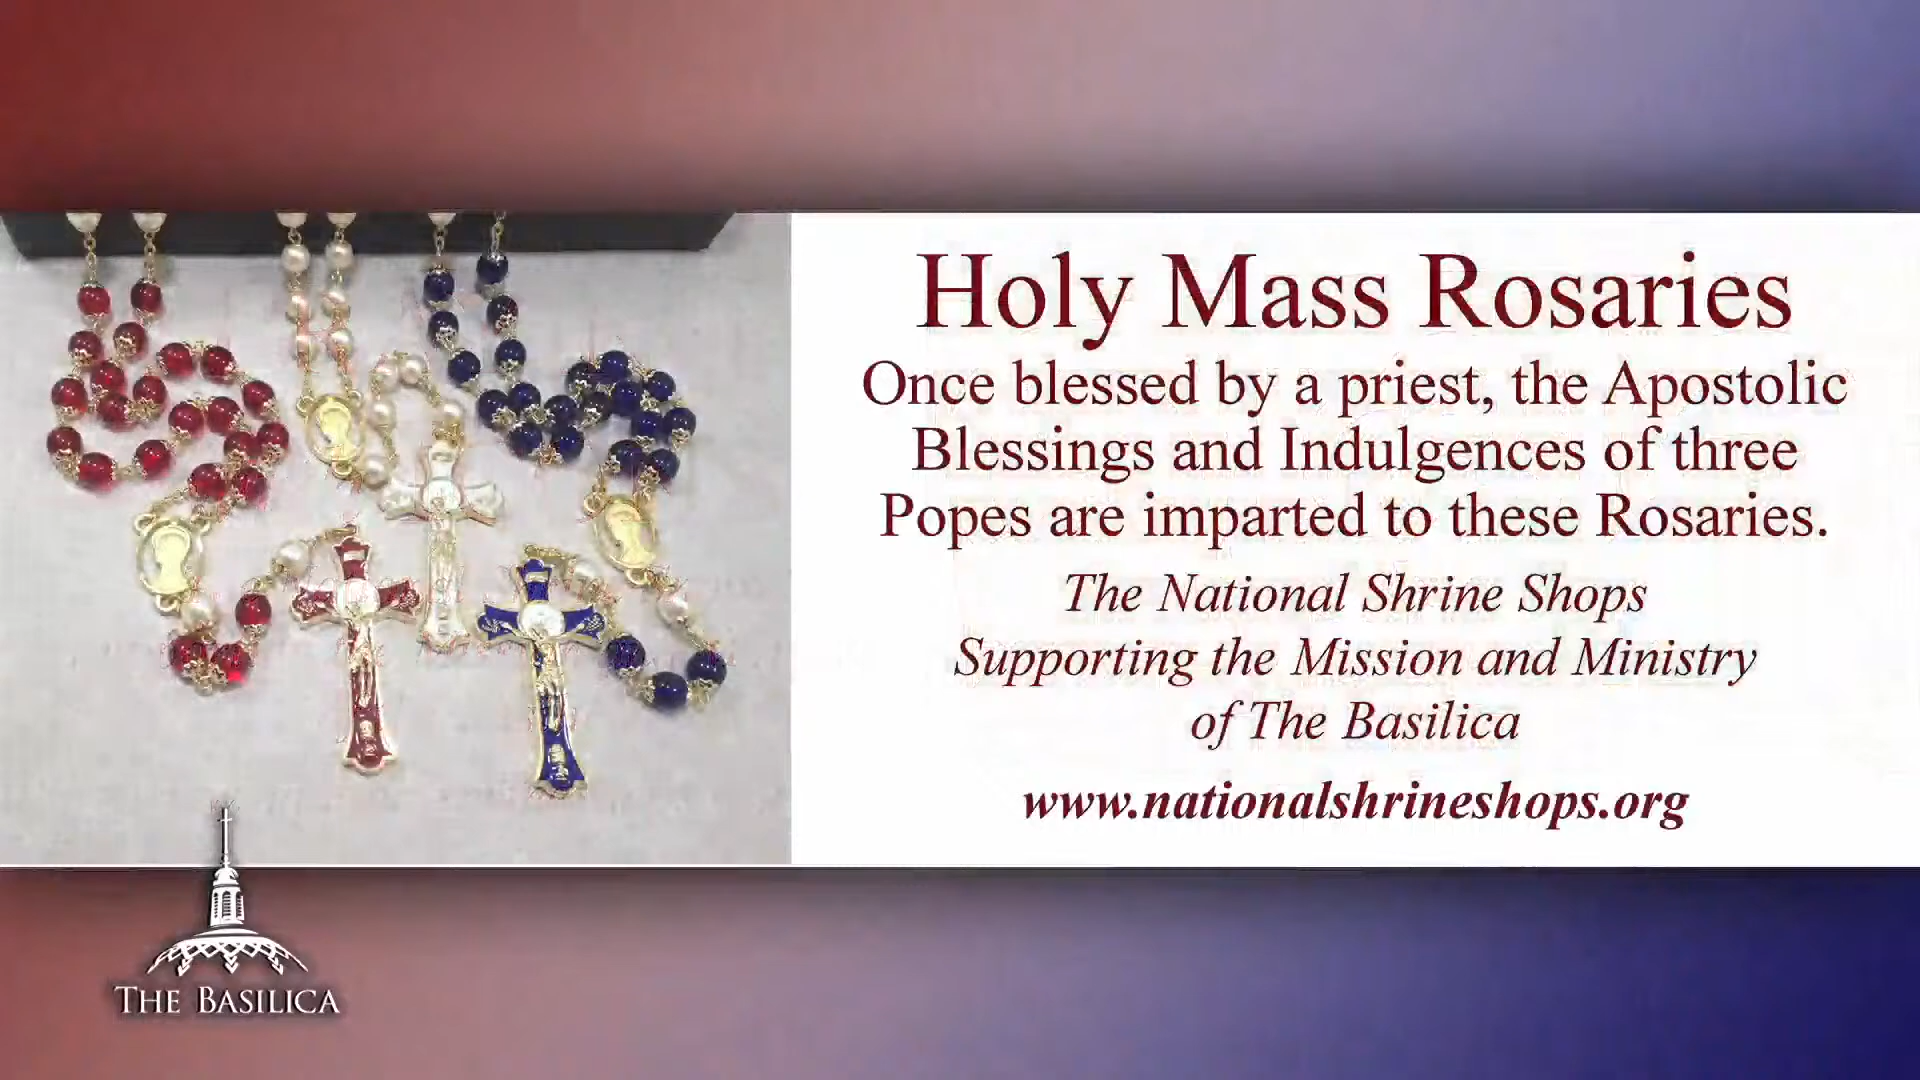 Holy Mass Rosaries
Once blessed by a priest, the Apostolic
Blessings and Indulgences of three
Popes are imparted to these Rosaries.
The National Shrine Shops
Supporting the Mission and Ministry
of The Basilica
www.nationalshrineshops.org
THE BASILICA